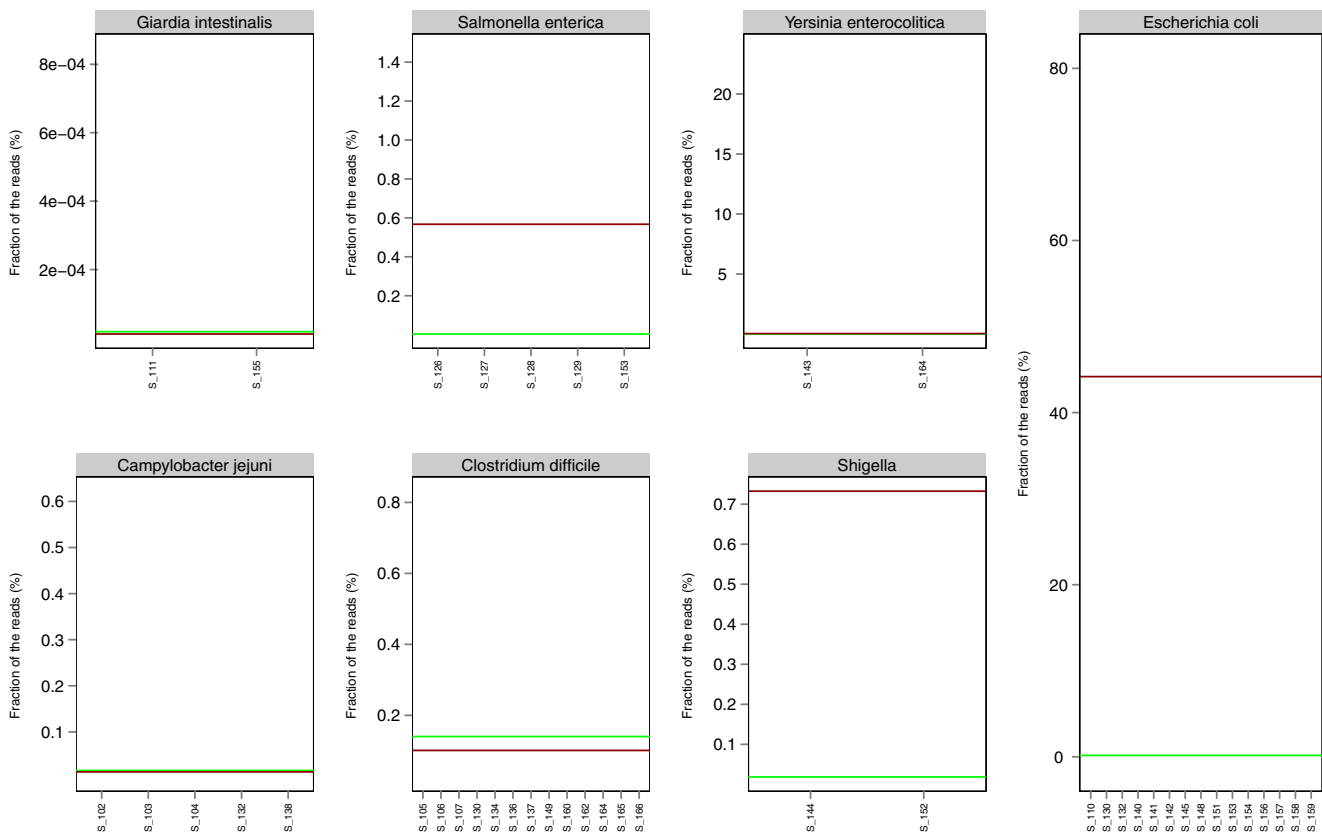 Giardia intestinalis
Fraction of the reads (%)
8e−04
6e−04
4e−04
2e−04
S_111
S_155
Salmonella enterica
Fraction of the reads (%)
1.4
1.2
1.0
0.8
0.6
0.4
0.2
S_126
S_127
S_128
S_129
S_153
Yersinia enterocolitica
Fraction of the reads (%)
20
15
10
5
S_143
S_164
Escherichia coli
Fraction of the reads (%)
80
60
40
20
0
S_110
S_130
S_132
S_140
S_141
S_142
S_145
S_148
S_151
S_153
S_154
S_156
S_157
S_158
S_159
Campylobacter jejuni
Fraction of the reads (%)
0.6
0.5
0.4
0.3
0.2
0.1
S_102
S_103
S_104
S_132
S_138
Clostridium difficile
Fraction of the reads (%)
0.8
0.6
0.4
0.2
S_105
S_106
S_107
S_130
S_134
S_136
S_137
S_149
S_160
S_162
S_164
S_165
S_166
Shigella
Fraction of the reads (%)
0.7
0.6
0.5
0.4
0.3
0.2
0.1
S_144
S_152